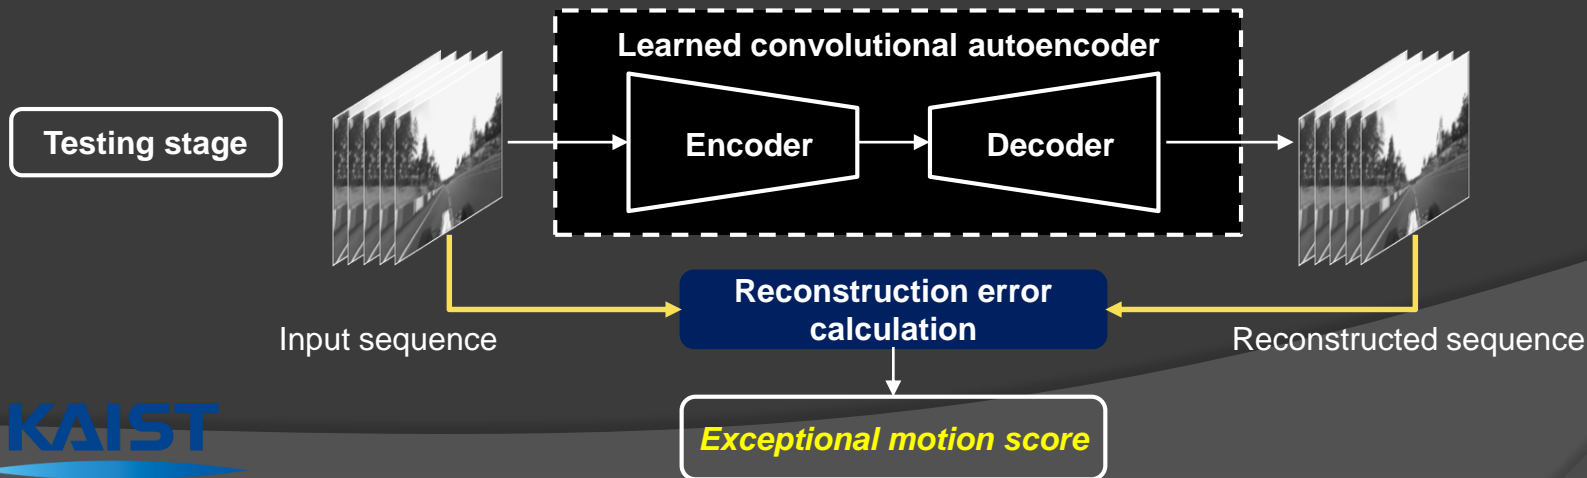 Learned convolutional autoencoder
Testing stage
Encoder
Decoder
Reconstruction error
calculation
Input sequence
Reconstructed sequence
KAIST
Exceptional motion score